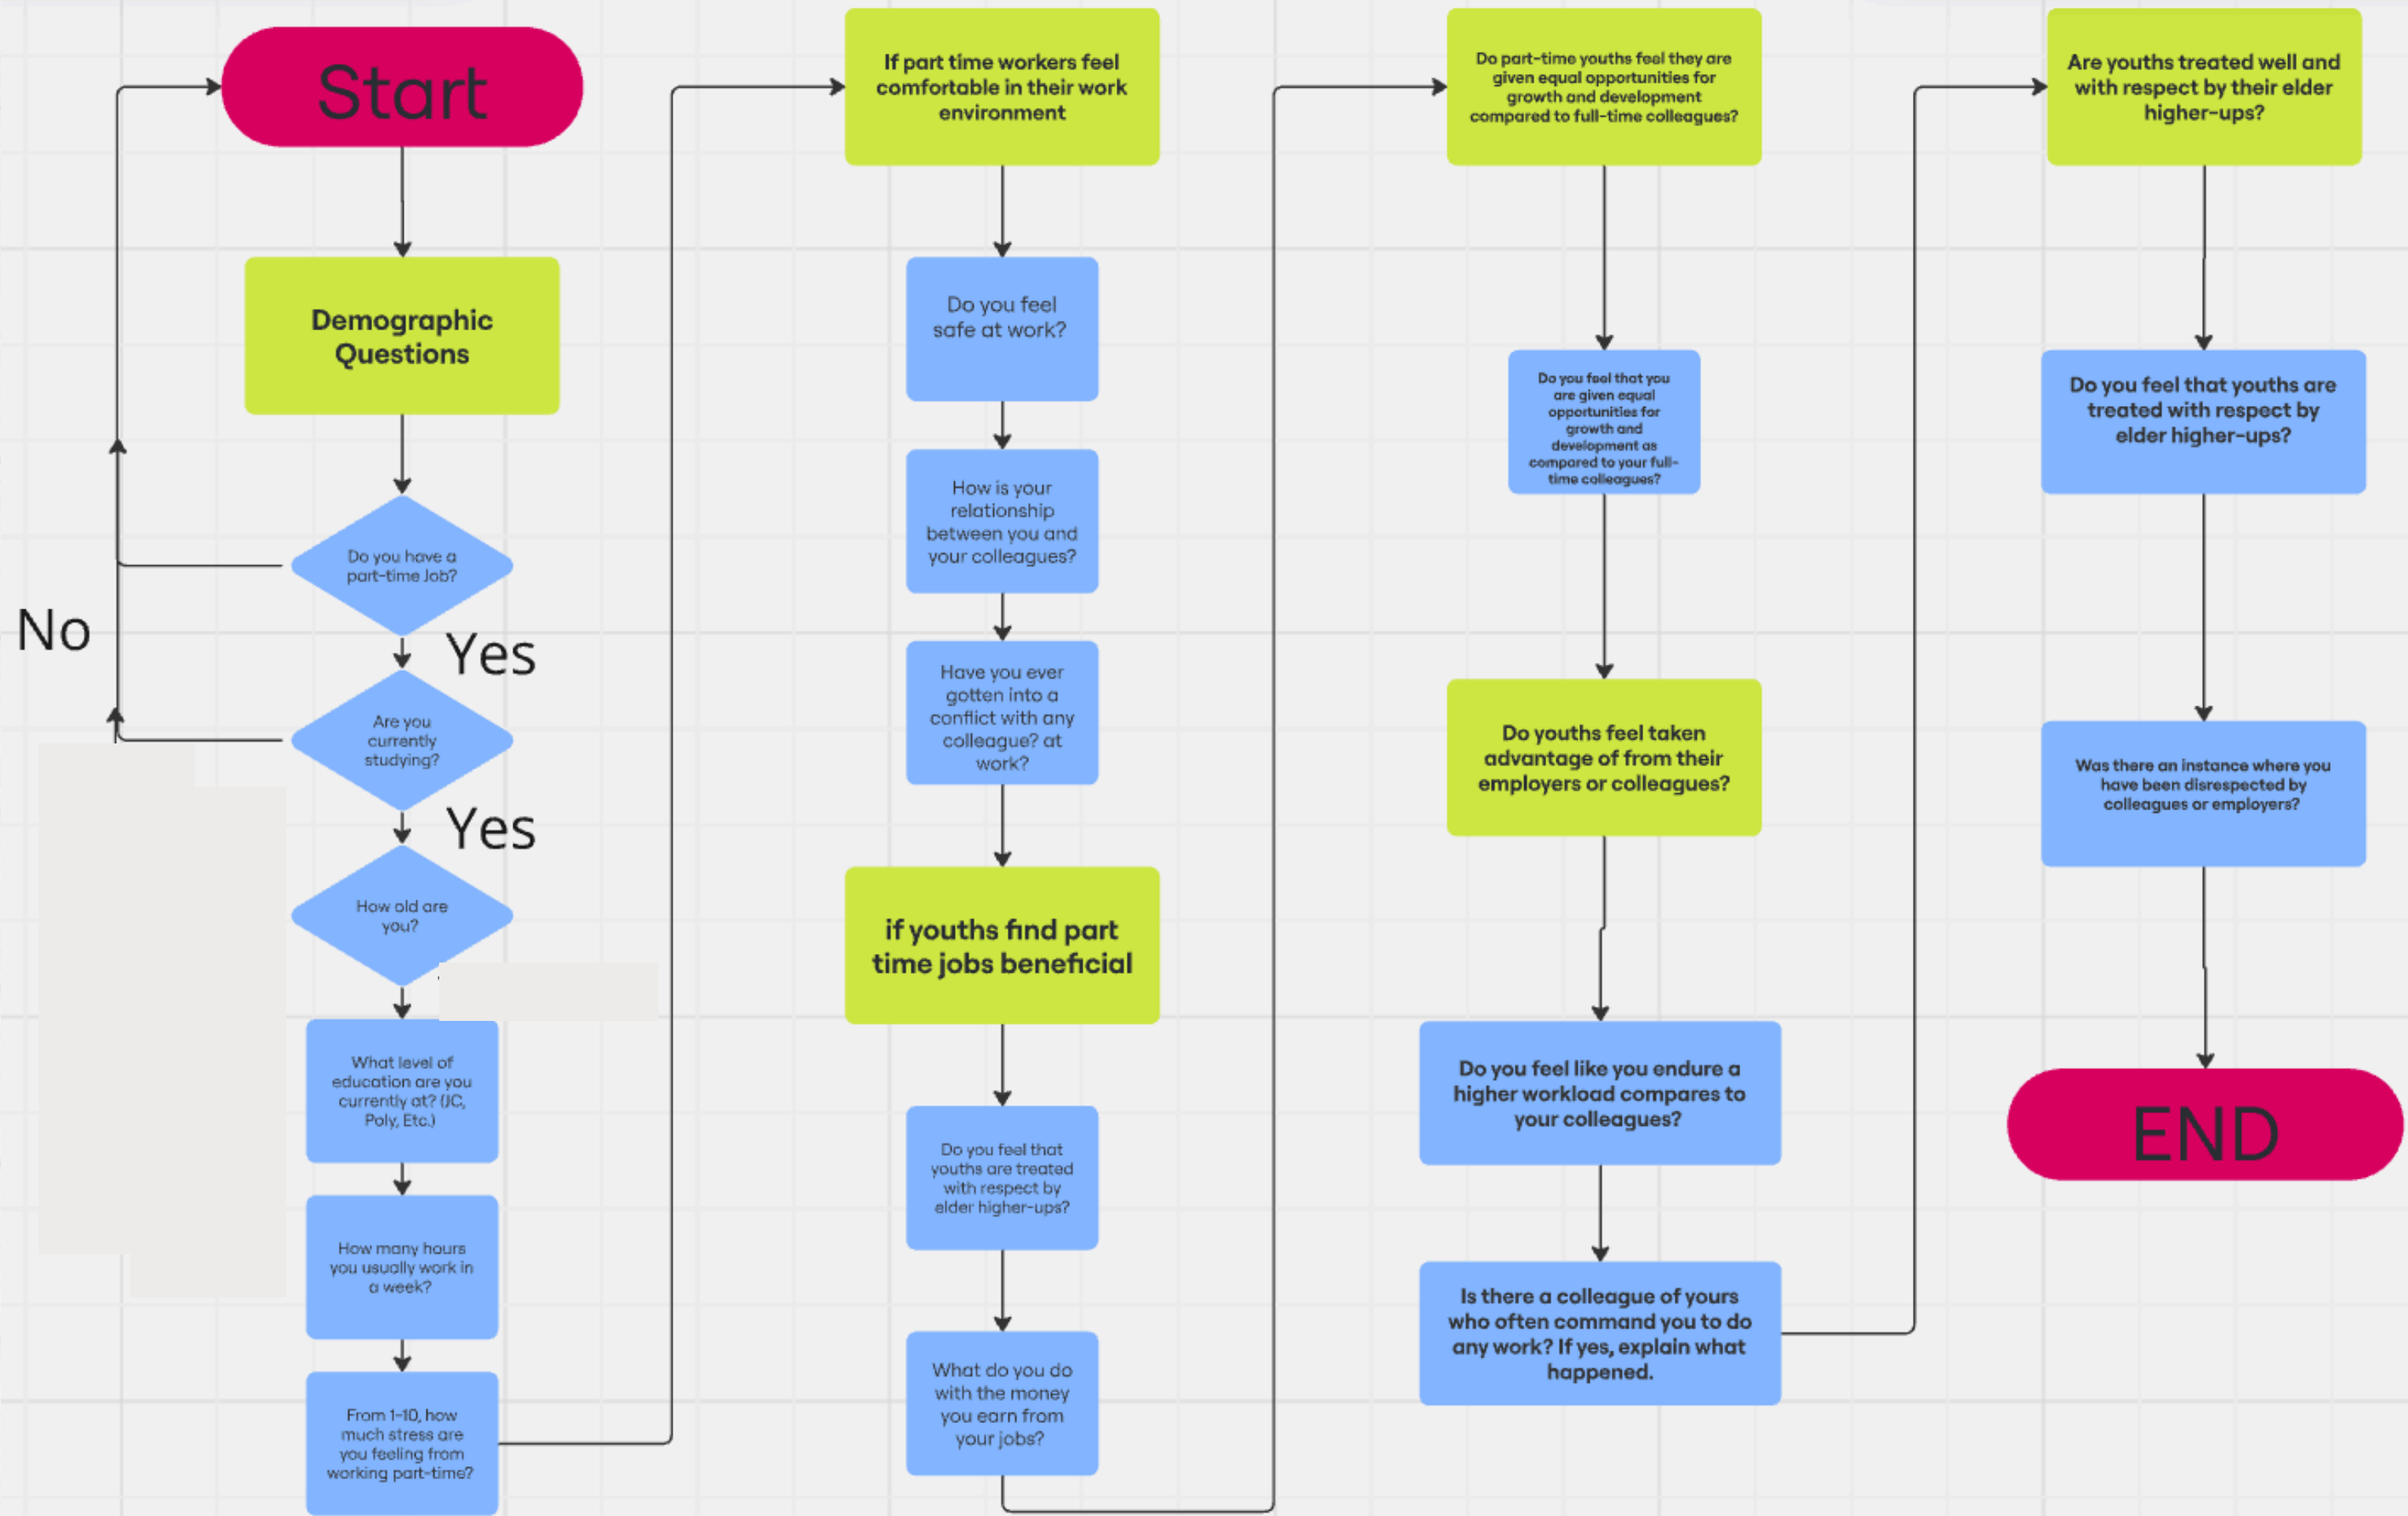 Start
Demographic
Questions
Do you have a
part-time Job?
No
Yes
Are you
currently
studying?
Yes
How old are
you?
What level of
education are you
currently at? (JC,
Poly, Etc.)
How many hours
you usually work in
a week?
From 1-10, how
much stress are
you feeling from
working part-time?
If part time workers feel
comfortable in their work
environment
Do you feel
safe at work?
How is your
relationship
between you and
your colleagues?
Have you ever
gotten into a
conflict with any
colleague? at
work?
if youths find part
time jobs beneficial
Do you feel that
youths are treated
with respect by
elder higher-ups?
What do you do
with the money
you earn from
your jobs?
Do part-time youths feel they are
given equal opportunities for
growth and development
compared to full-time colleagues?
Do you feel that you
are given equal
opportunities for
growth and
development as
compared to your full-
time colleagues?
Do youths feel taken
advantage of from their
employers or colleagues?
Do you feel like you endure a
higher workload compares to
your colleagues?
Is there a colleague of yours
who often command you to do
any work? If yes, explain what
happened.
Are youths treated well and
with respect by their elder
higher-ups?
Do you feel that youths are
treated with respect by
elder higher-ups?
Was there an instance where you
have been disrespected by
colleagues or employers?
END